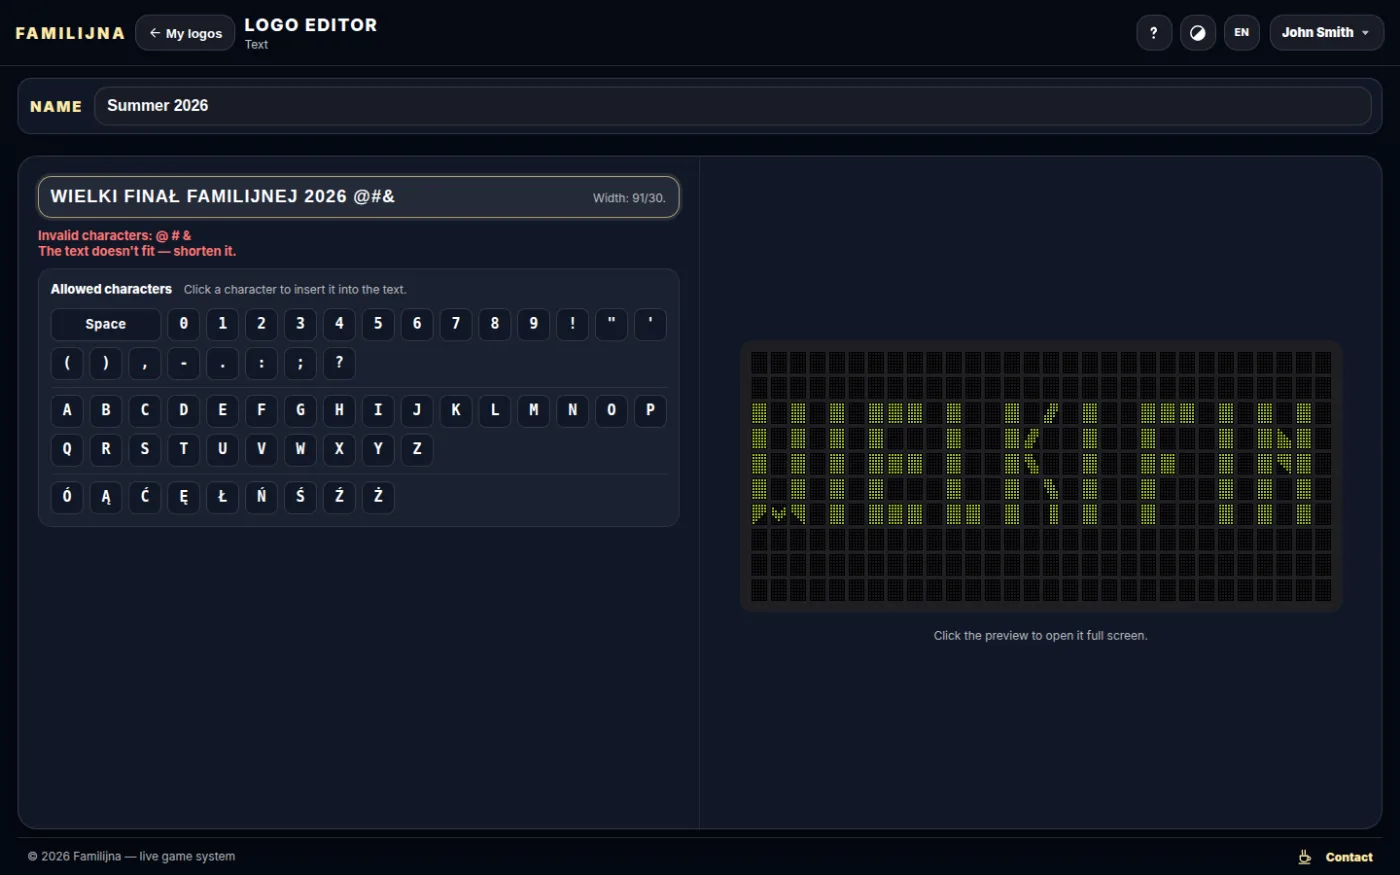 FAMILIJNA
← My logos
LOGO EDITOR
Text
?
EN
John Smith
NAME
Summer 2026
WIELKI FINAŁ FAMILIJNEJ 2026 @#&
Width: 91/30.
Invalid characters: @ # &
The text doesn't fit — shorten it.
Allowed characters Click a character to insert it into the text.
Space 0 1 2 3 4 5 6 7 8 9 ! " '
( ) , - . : ; ?
A B C D E F G H I J K L M N O P
Q R S T U V W X Y Z
Ó Ą Ć Ę Ł Ń Ś Ź Ż
WIELKI FIN
Click the preview to open it full screen.
© 2026 Familijna — live game system
Contact